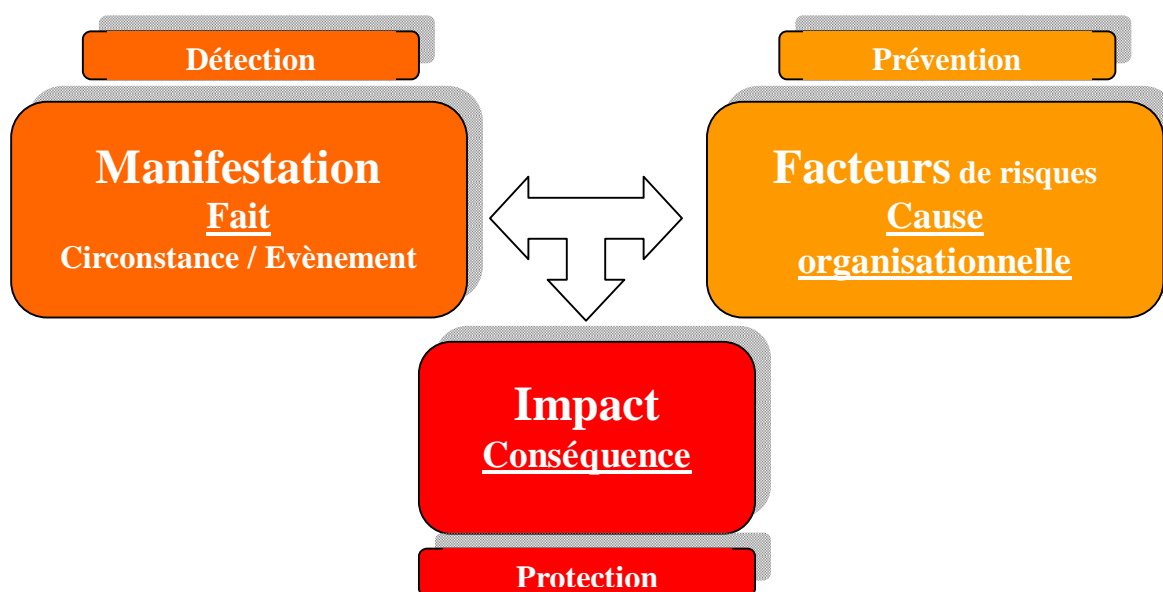 Détection
Manifestation
Fait
Circonstance / Evènement
Prévention
Facteurs de risques
Cause
organisationnelle
Impact
Conséquence
Protection